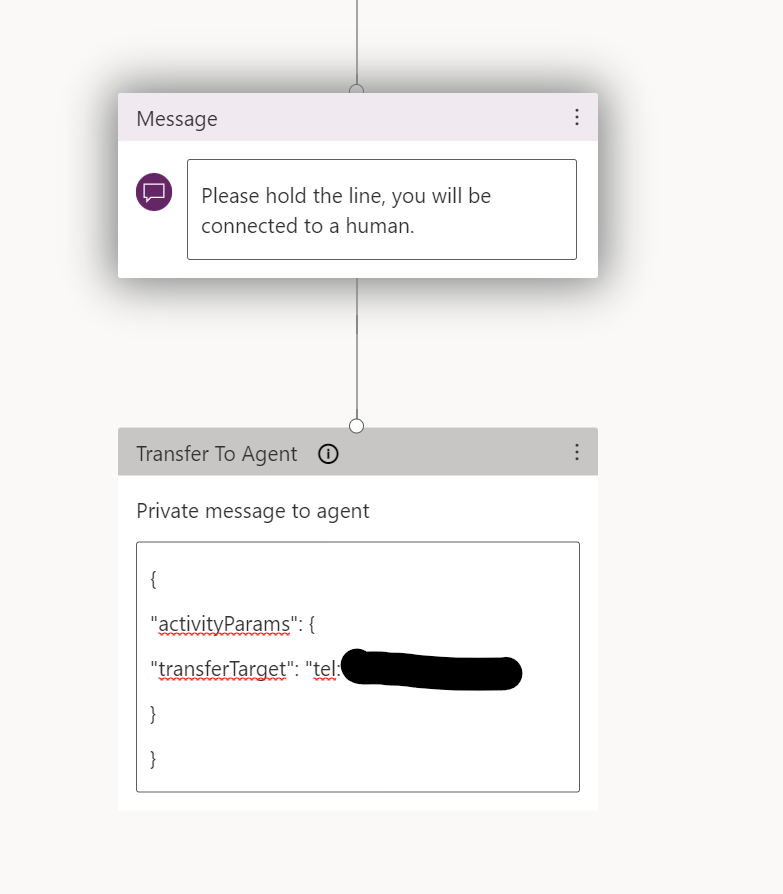 Message
Please hold the line, you will be
connected to a human.
Transfer To Agent
Private message to agent
{
"activityParams": {
"transferTarget": "tel:
}
}